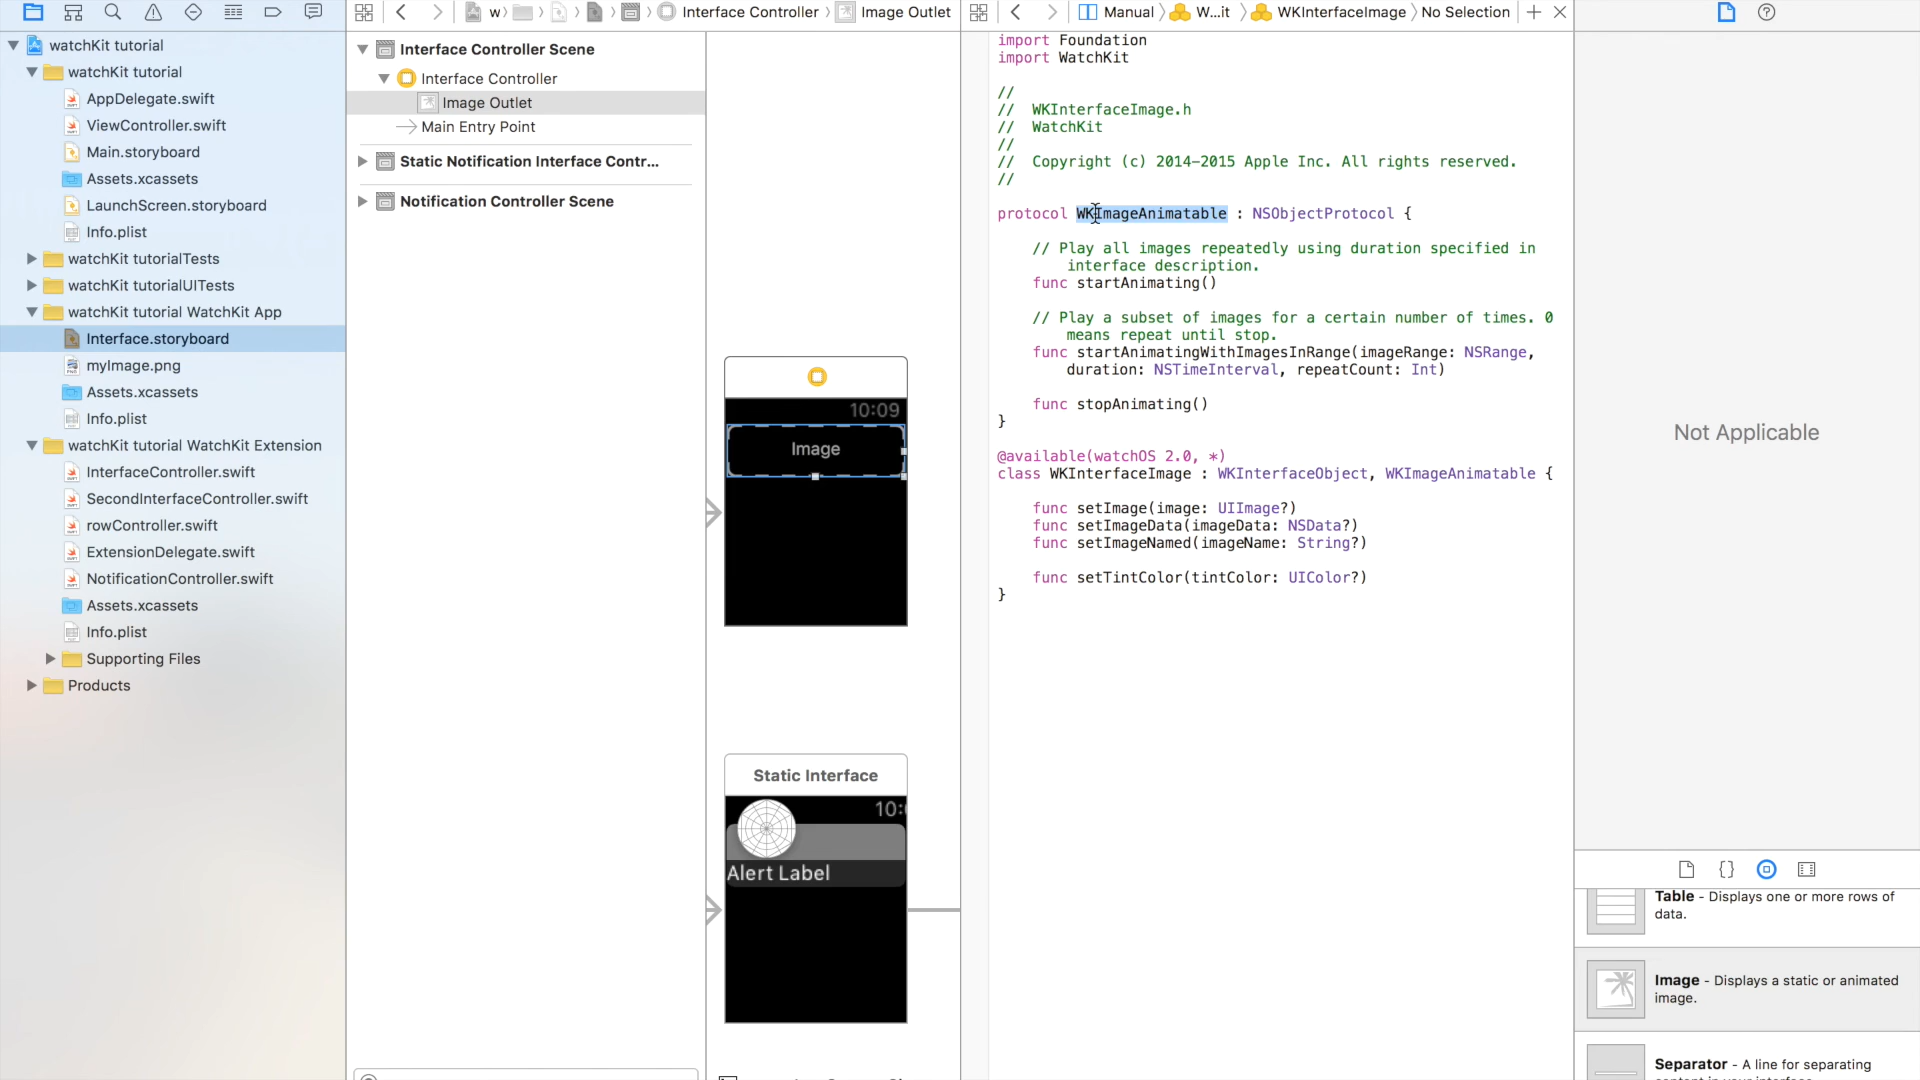 watchKit tutorial
watchKit tutorial
AppDelegate.swift
ViewController.swift
Main.storyboard
Assets.xcassets
LaunchScreen.storyboard
Info.plist
watchKit tutorialTests
watchKit tutorialUITests
watchKit tutorial WatchKit App
Interface.storyboard
myImage.png
Assets.xcassets
Info.plist
watchKit tutorial WatchKit Extension
InterfaceController.swift
SecondInterfaceController.swift
rowController.swift
ExtensionDelegate.swift
NotificationController.swift
Assets.xcassets
Info.plist
Supporting Files
Products
w Interface Controller Image Outlet
Interface Controller Scene
Interface Controller
Image Outlet
Main Entry Point
Static Notification Interface Contr...
Notification Controller Scene
10:09
Image
Static Interface
10:
Alert Label
Manual W...it WKInterfaceImage No Selection
import Foundation
import WatchKit
//
//  WKInterfaceImage.h
//  WatchKit
//
//  Copyright (c) 2014–2015 Apple Inc. All rights reserved.
//
protocol WKImageAnimatable : NSObjectProtocol {
// Play all images repeatedly using duration specified in
interface description.
func startAnimating()
// Play a subset of images for a certain number of times. 0
means repeat until stop.
func startAnimatingWithImagesInRange(imageRange: NSRange,
duration: NSTimeInterval, repeatCount: Int)
func stopAnimating()
}
@available(watchOS 2.0, *)
class WKInterfaceImage : WKInterfaceObject, WKImageAnimatable {
func setImage(image: UIImage?)
func setImageData(imageData: NSData?)
func setImageNamed(imageName: String?)
func setTintColor(tintColor: UIColor?)
}
Not Applicable
Table - Displays one or more rows of
data.
Image - Displays a static or animated
image.
Separator - A line for separating